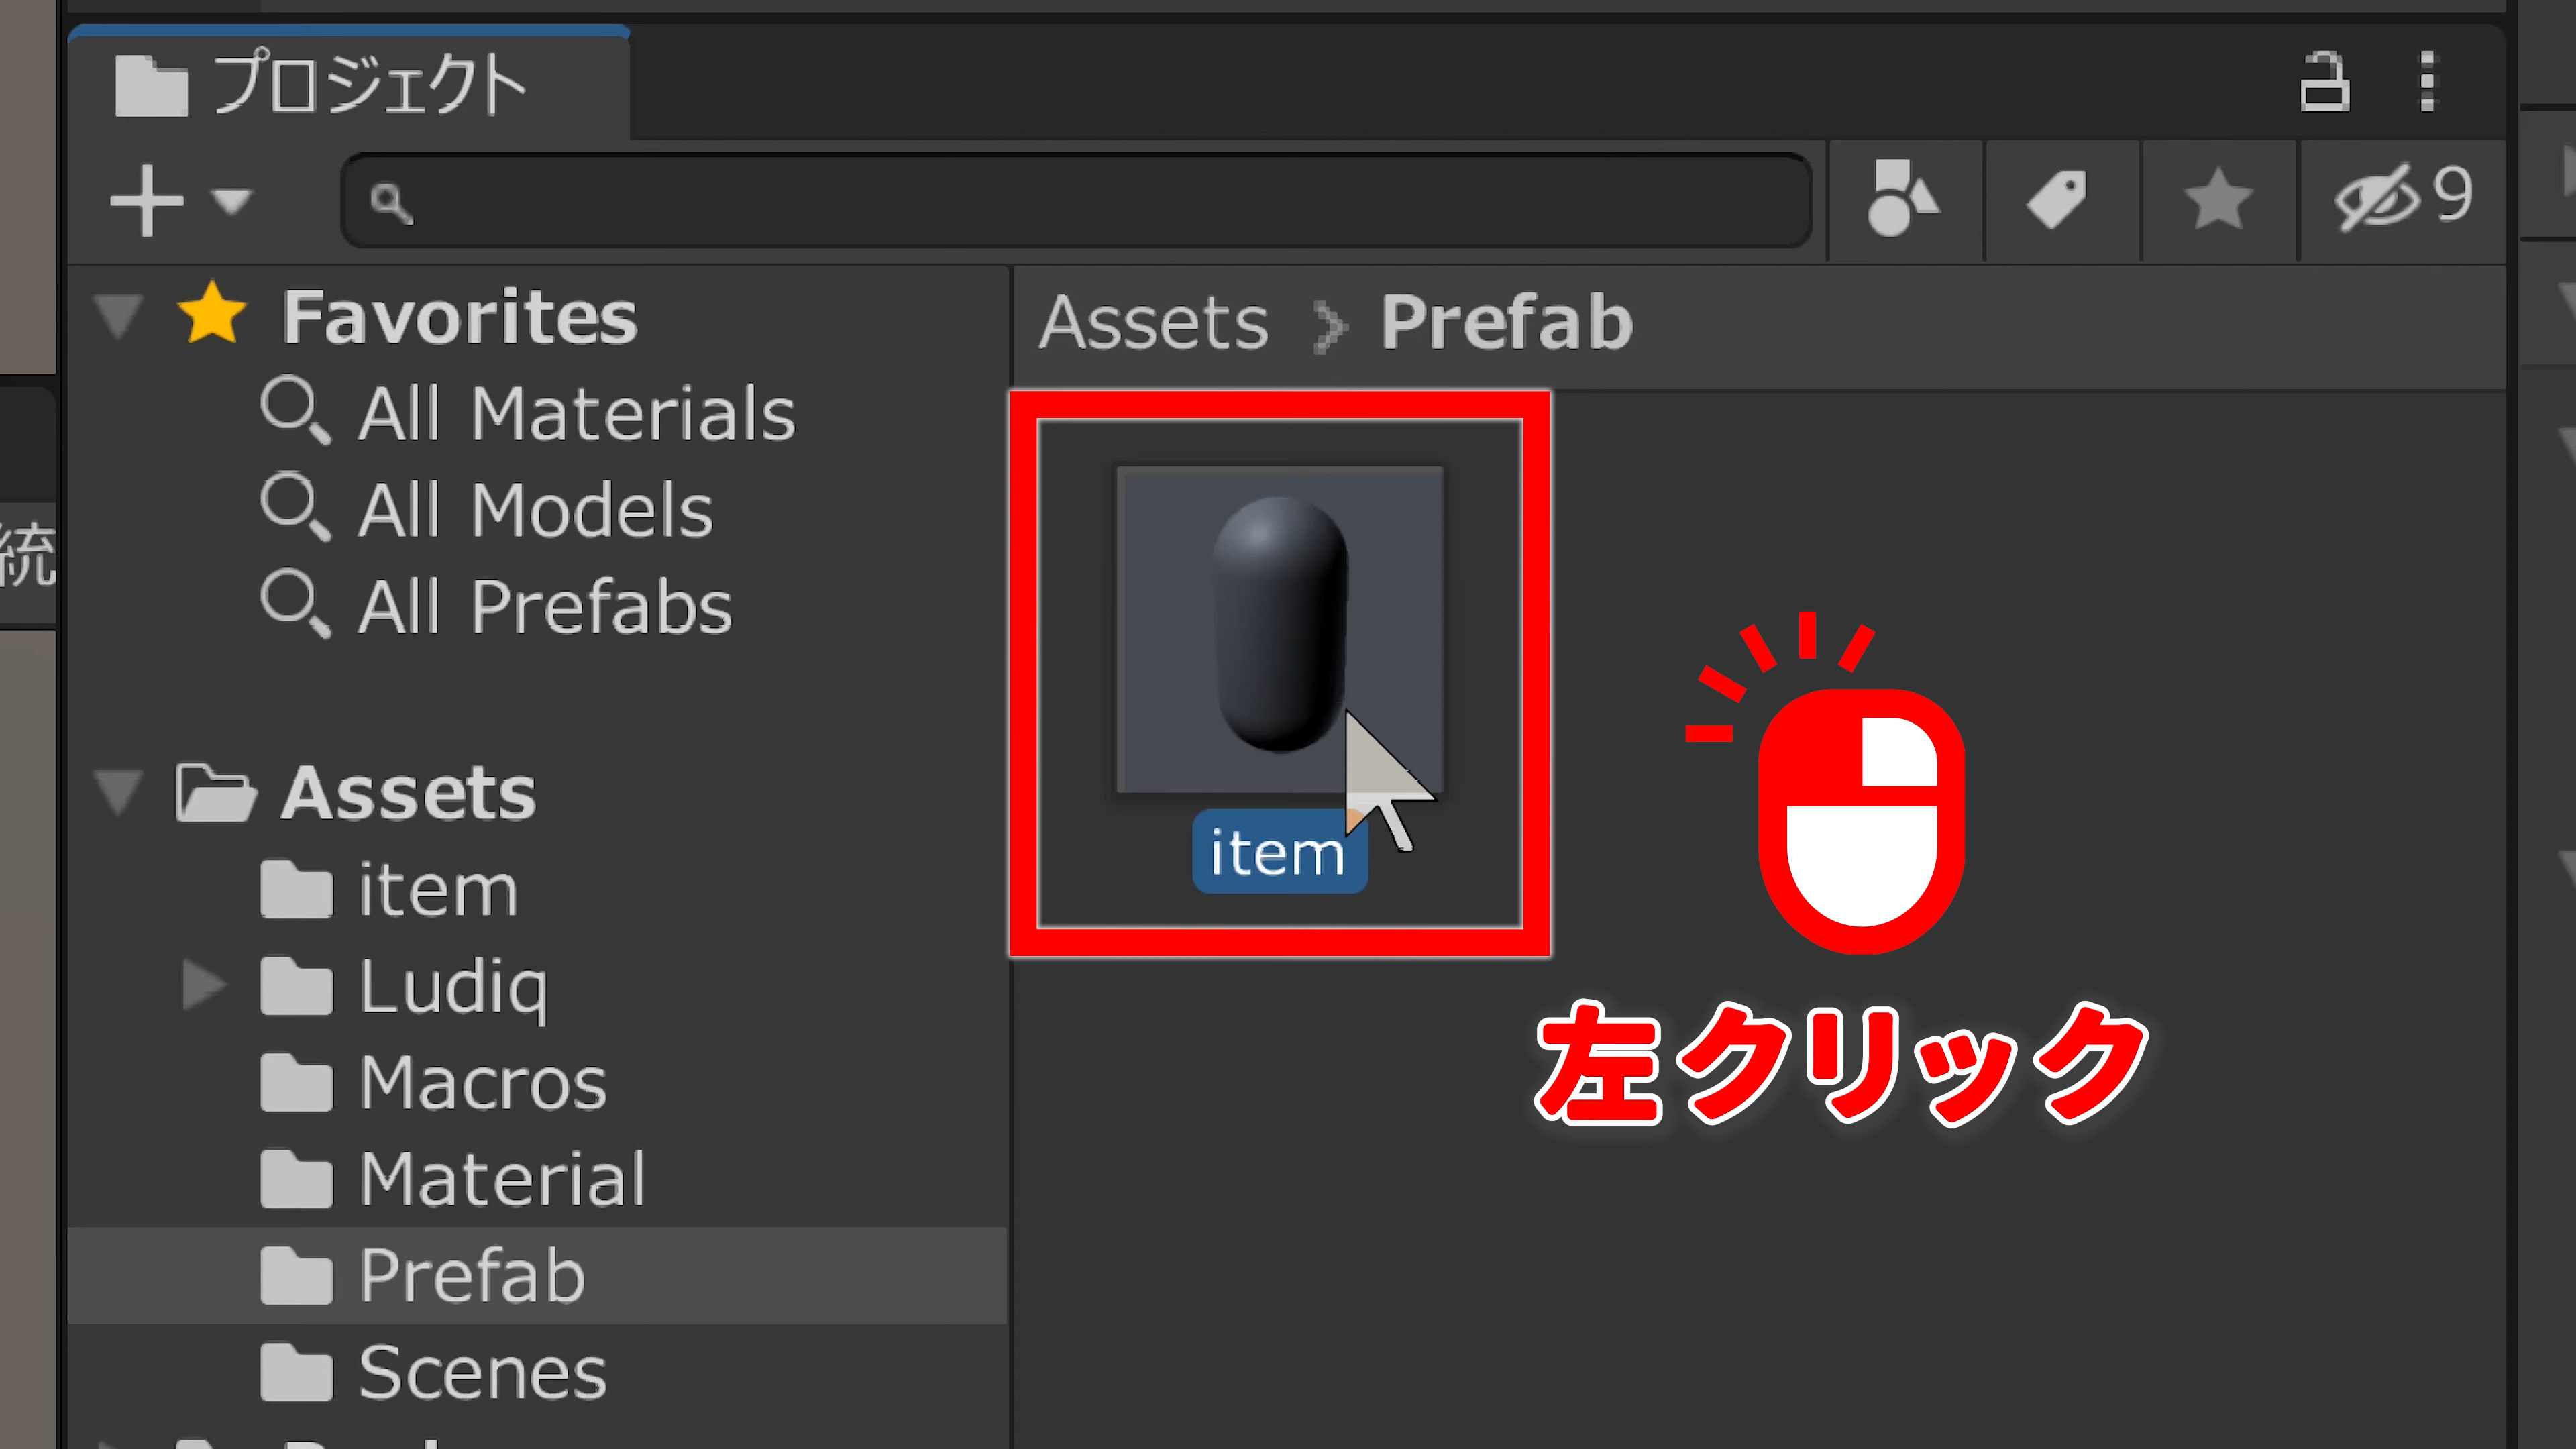 プロジェクト
9
Favorites
All Materials
All Models
All Prefabs
Assets
item
Ludiq
Macros
Material
Prefab
Scenes
Assets > Prefab
item
左クリック
統